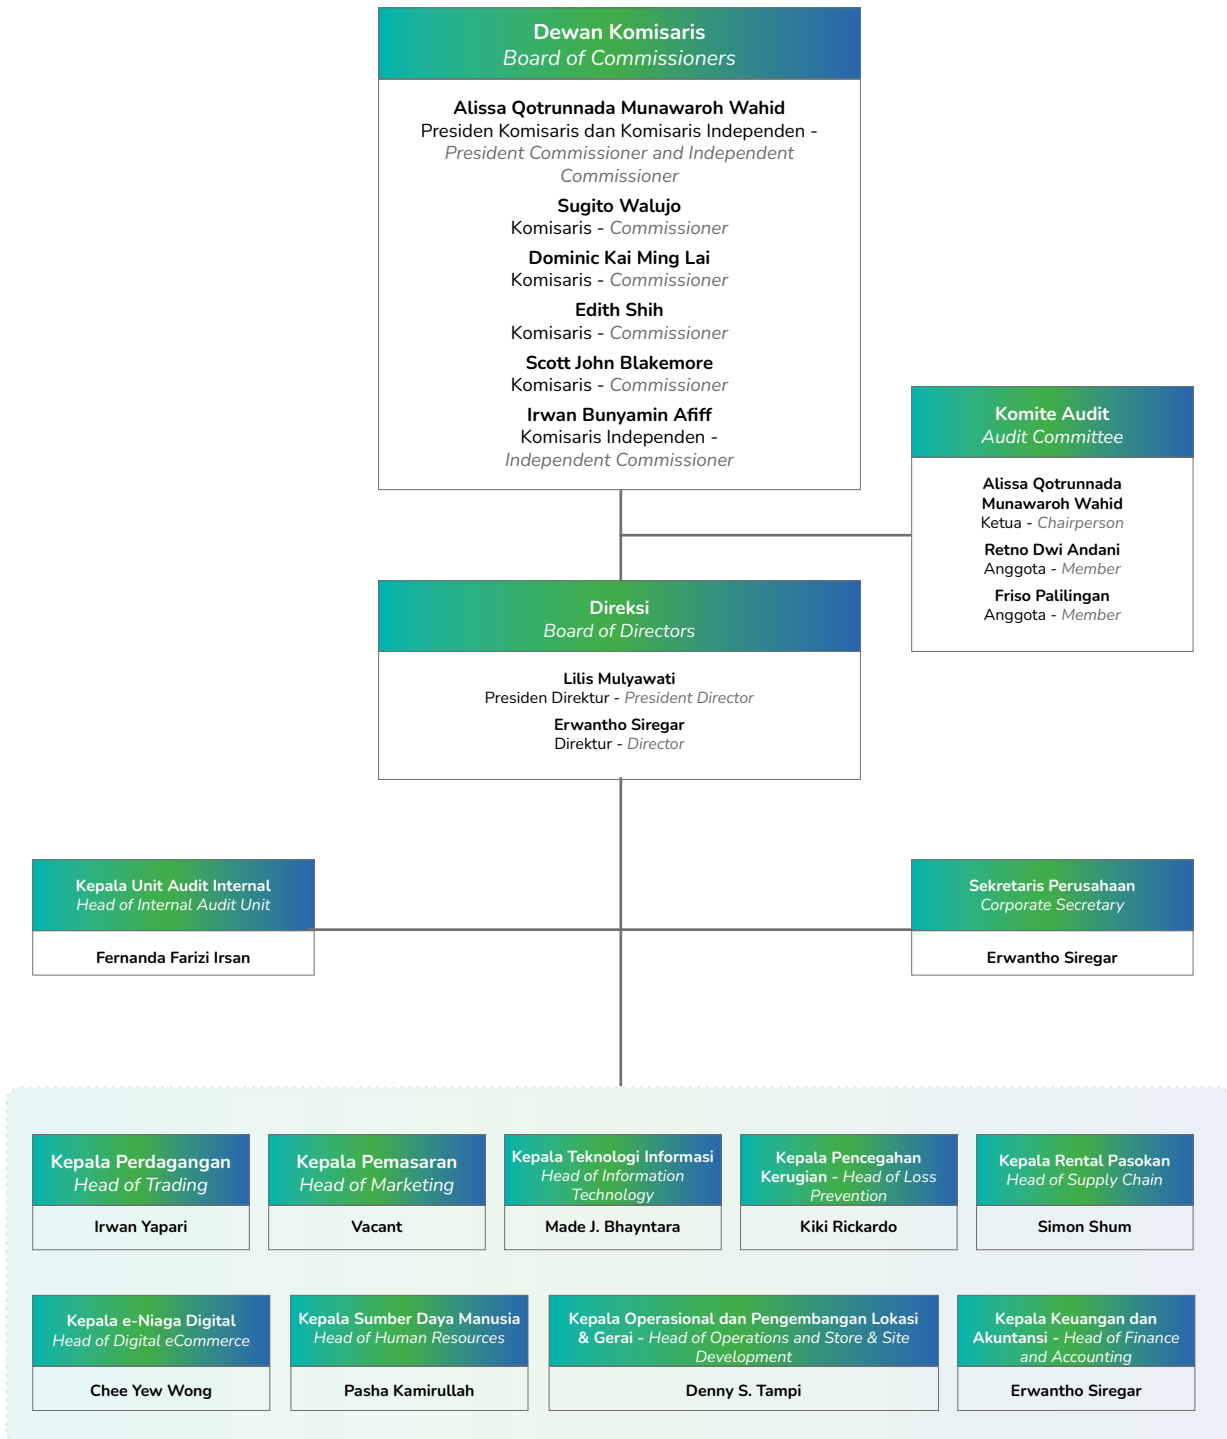 Dewan Komisaris
Board of Commissioners
Alissa Qotrunnada Munawaroh Wahid
Presiden Komisaris dan Komisaris Independen -
President Commissioner and Independent
Commissioner
Sugito Walujo
Komisaris - Commissioner
Dominic Kai Ming Lai
Komisaris - Commissioner
Edith Shih
Komisaris - Commissioner
Scott John Blakemore
Komisaris - Commissioner
Irwan Bunyamin Afiff
Komisaris Independen -
Independent Commissioner
Komite Audit
Audit Committee
Alissa Qotrunnada
Munawaroh Wahid
Ketua - Chairperson
Retno Dwi Andani
Anggota - Member
Friso Palilingan
Anggota - Member
Direksi
Board of Directors
Lilis Mulyawati
Presiden Direktur - President Director
Erwantho Siregar
Direktur - Director
Kepala Unit Audit Internal
Head of Internal Audit Unit
Fernanda Farizi Irsan
Sekretaris Perusahaan
Corporate Secretary
Erwantho Siregar
Kepala Perdagangan
Head of Trading
Irwan Yapari
Kepala Pemasaran
Head of Marketing
Vacant
Kepala Teknologi Informasi
Head of Information
Technology
Made J. Bhayntara
Kepala Pencegahan
Kerugian - Head of Loss
Prevention
Kiki Rickardo
Kepala Rental Pasokan
Head of Supply Chain
Simon Shum
Kepala e-Niaga Digital
Head of Digital eCommerce
Chee Yew Wong
Kepala Sumber Daya Manusia
Head of Human Resources
Pasha Kamirullah
Kepala Operasional dan Pengembangan Lokasi
& Gerai - Head of Operations and Store & Site
Development
Denny S. Tampi
Kepala Keuangan dan
Akuntansi - Head of Finance
and Accounting
Erwantho Siregar